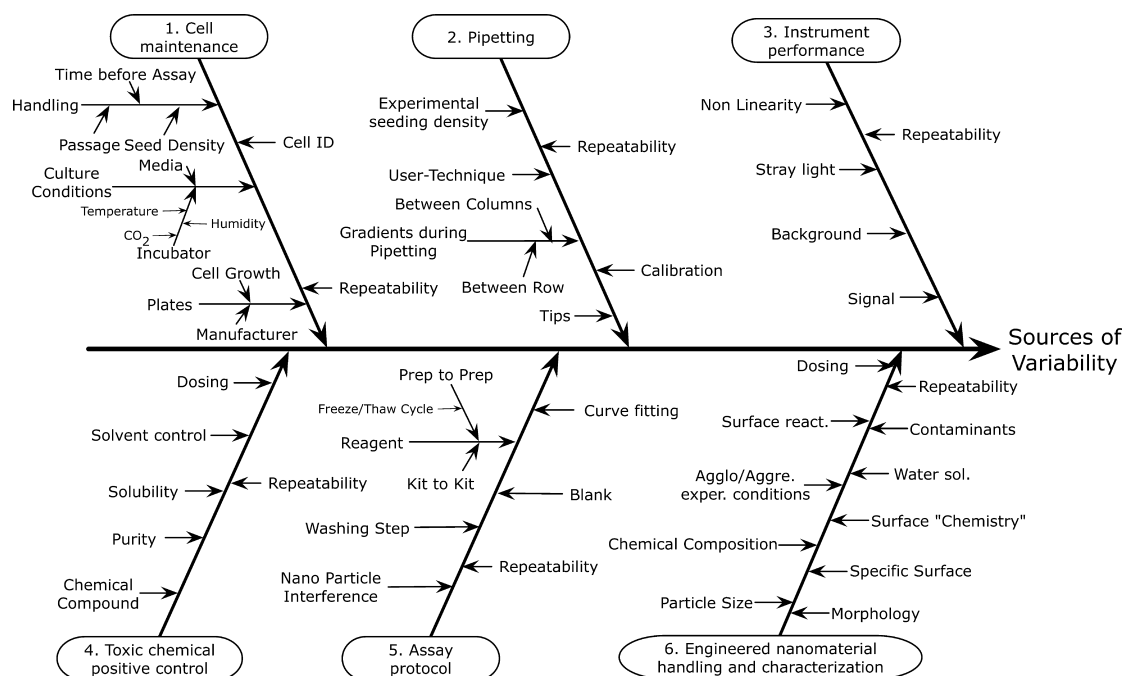 1. Cell
maintenance
2. Pipetting
3. Instrument
performance
Time before Assay
Handling
Passage
Seed Density
Cell ID
Media
Culture
Conditions
Temperature
Humidity
CO2
Incubator
Cell Growth
Plates
Repeatability
Manufacturer
Experimental
seeding density
Repeatability
User-Technique
Between Columns
Gradients during
Pipetting
Between Row
Calibration
Tips
Non Linearity
Repeatability
Stray light
Background
Signal
Sources of
Variability
Dosing
Solvent control
Solubility
Repeatability
Purity
Chemical
Compound
4. Toxic chemical
positive control
Prep to Prep
Freeze/Thaw Cycle
Curve fitting
Reagent
Kit to Kit
Blank
Washing Step
Repeatability
Nano Particle
Interference
5. Assay
protocol
Dosing
Repeatability
Surface react.
Contaminants
Water sol.
Agglo/Aggre.
exper. conditions
Surface "Chemistry"
Chemical Composition
Specific Surface
Particle Size
Morphology
6. Engineered nanomaterial
handling and characterization